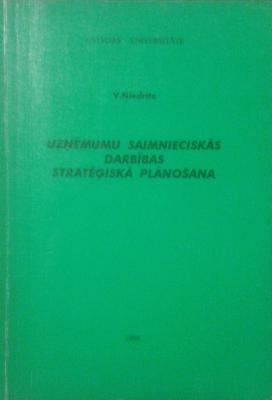 LATVIJAS UNIVERSITĀTE
V.Niedrīte
UZŅĒMUMU SAIMNIECISKĀS
DARBĪBAS
STRATĒĢISKĀ PLĀNOŠANA